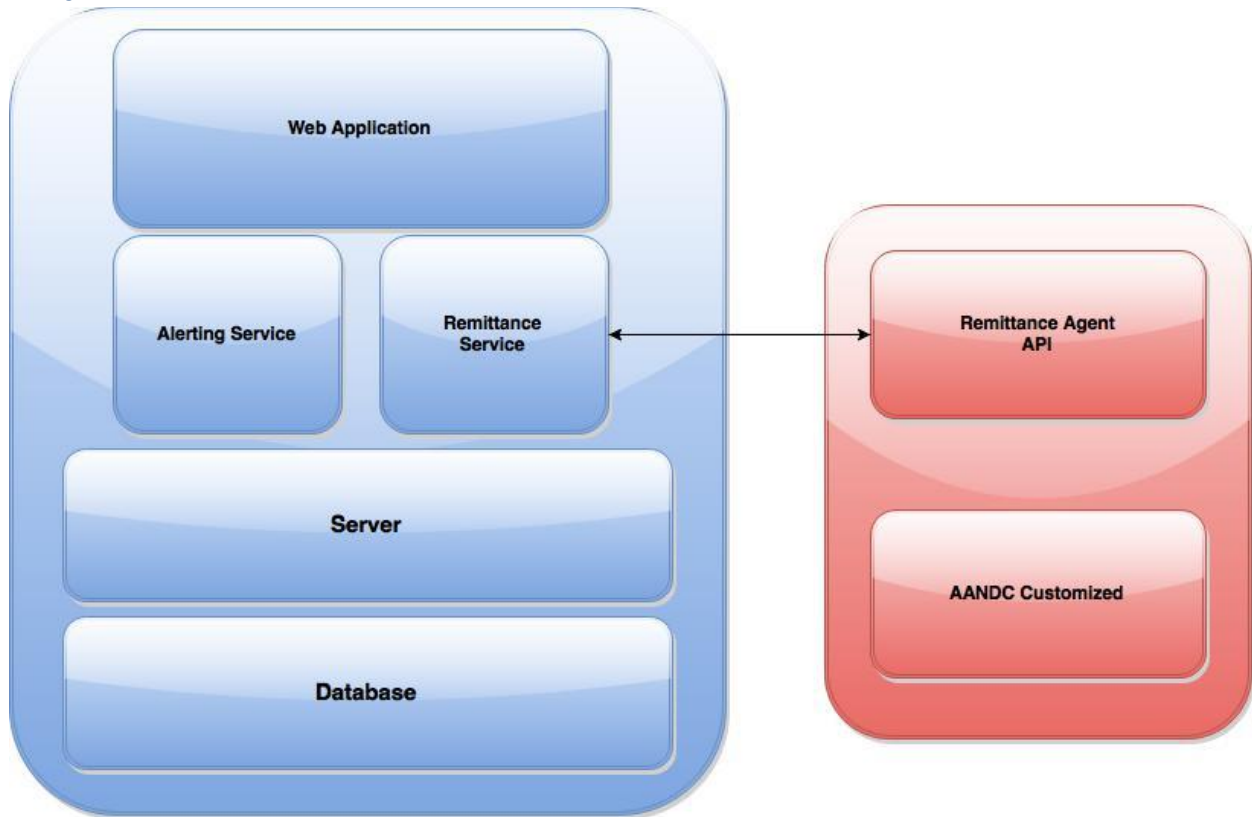 Web Application
Alerting Service
Remittance
Service
Server
Database
Remittance Agent
API
AANDC Customized